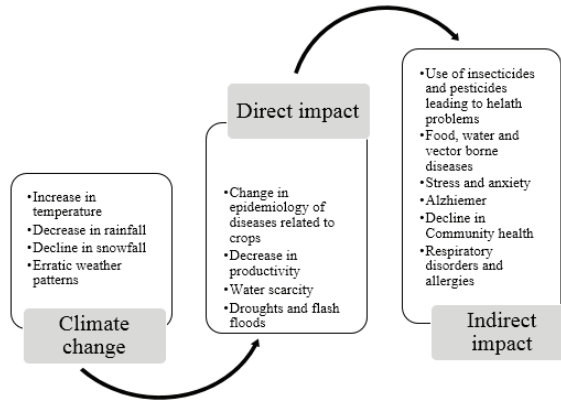 •Increase in
temperature
•Decrease in rainfall
•Decline in snowfall
•Erratic weather
patterns
Climate
change
Direct impact
•Change in
epidemiology of
diseases related to
crops
•Decrease in
productivity
•Water scarcity
•Droughts and flash
floods
•Use of insecticides
and pesticides
leading to helath
problems
•Food, water and
vector borne
diseases
•Stress and anxiety
•Alzhiemer
•Decline in
Community health
•Respiratory
disorders and
allergies
Indirect
impact